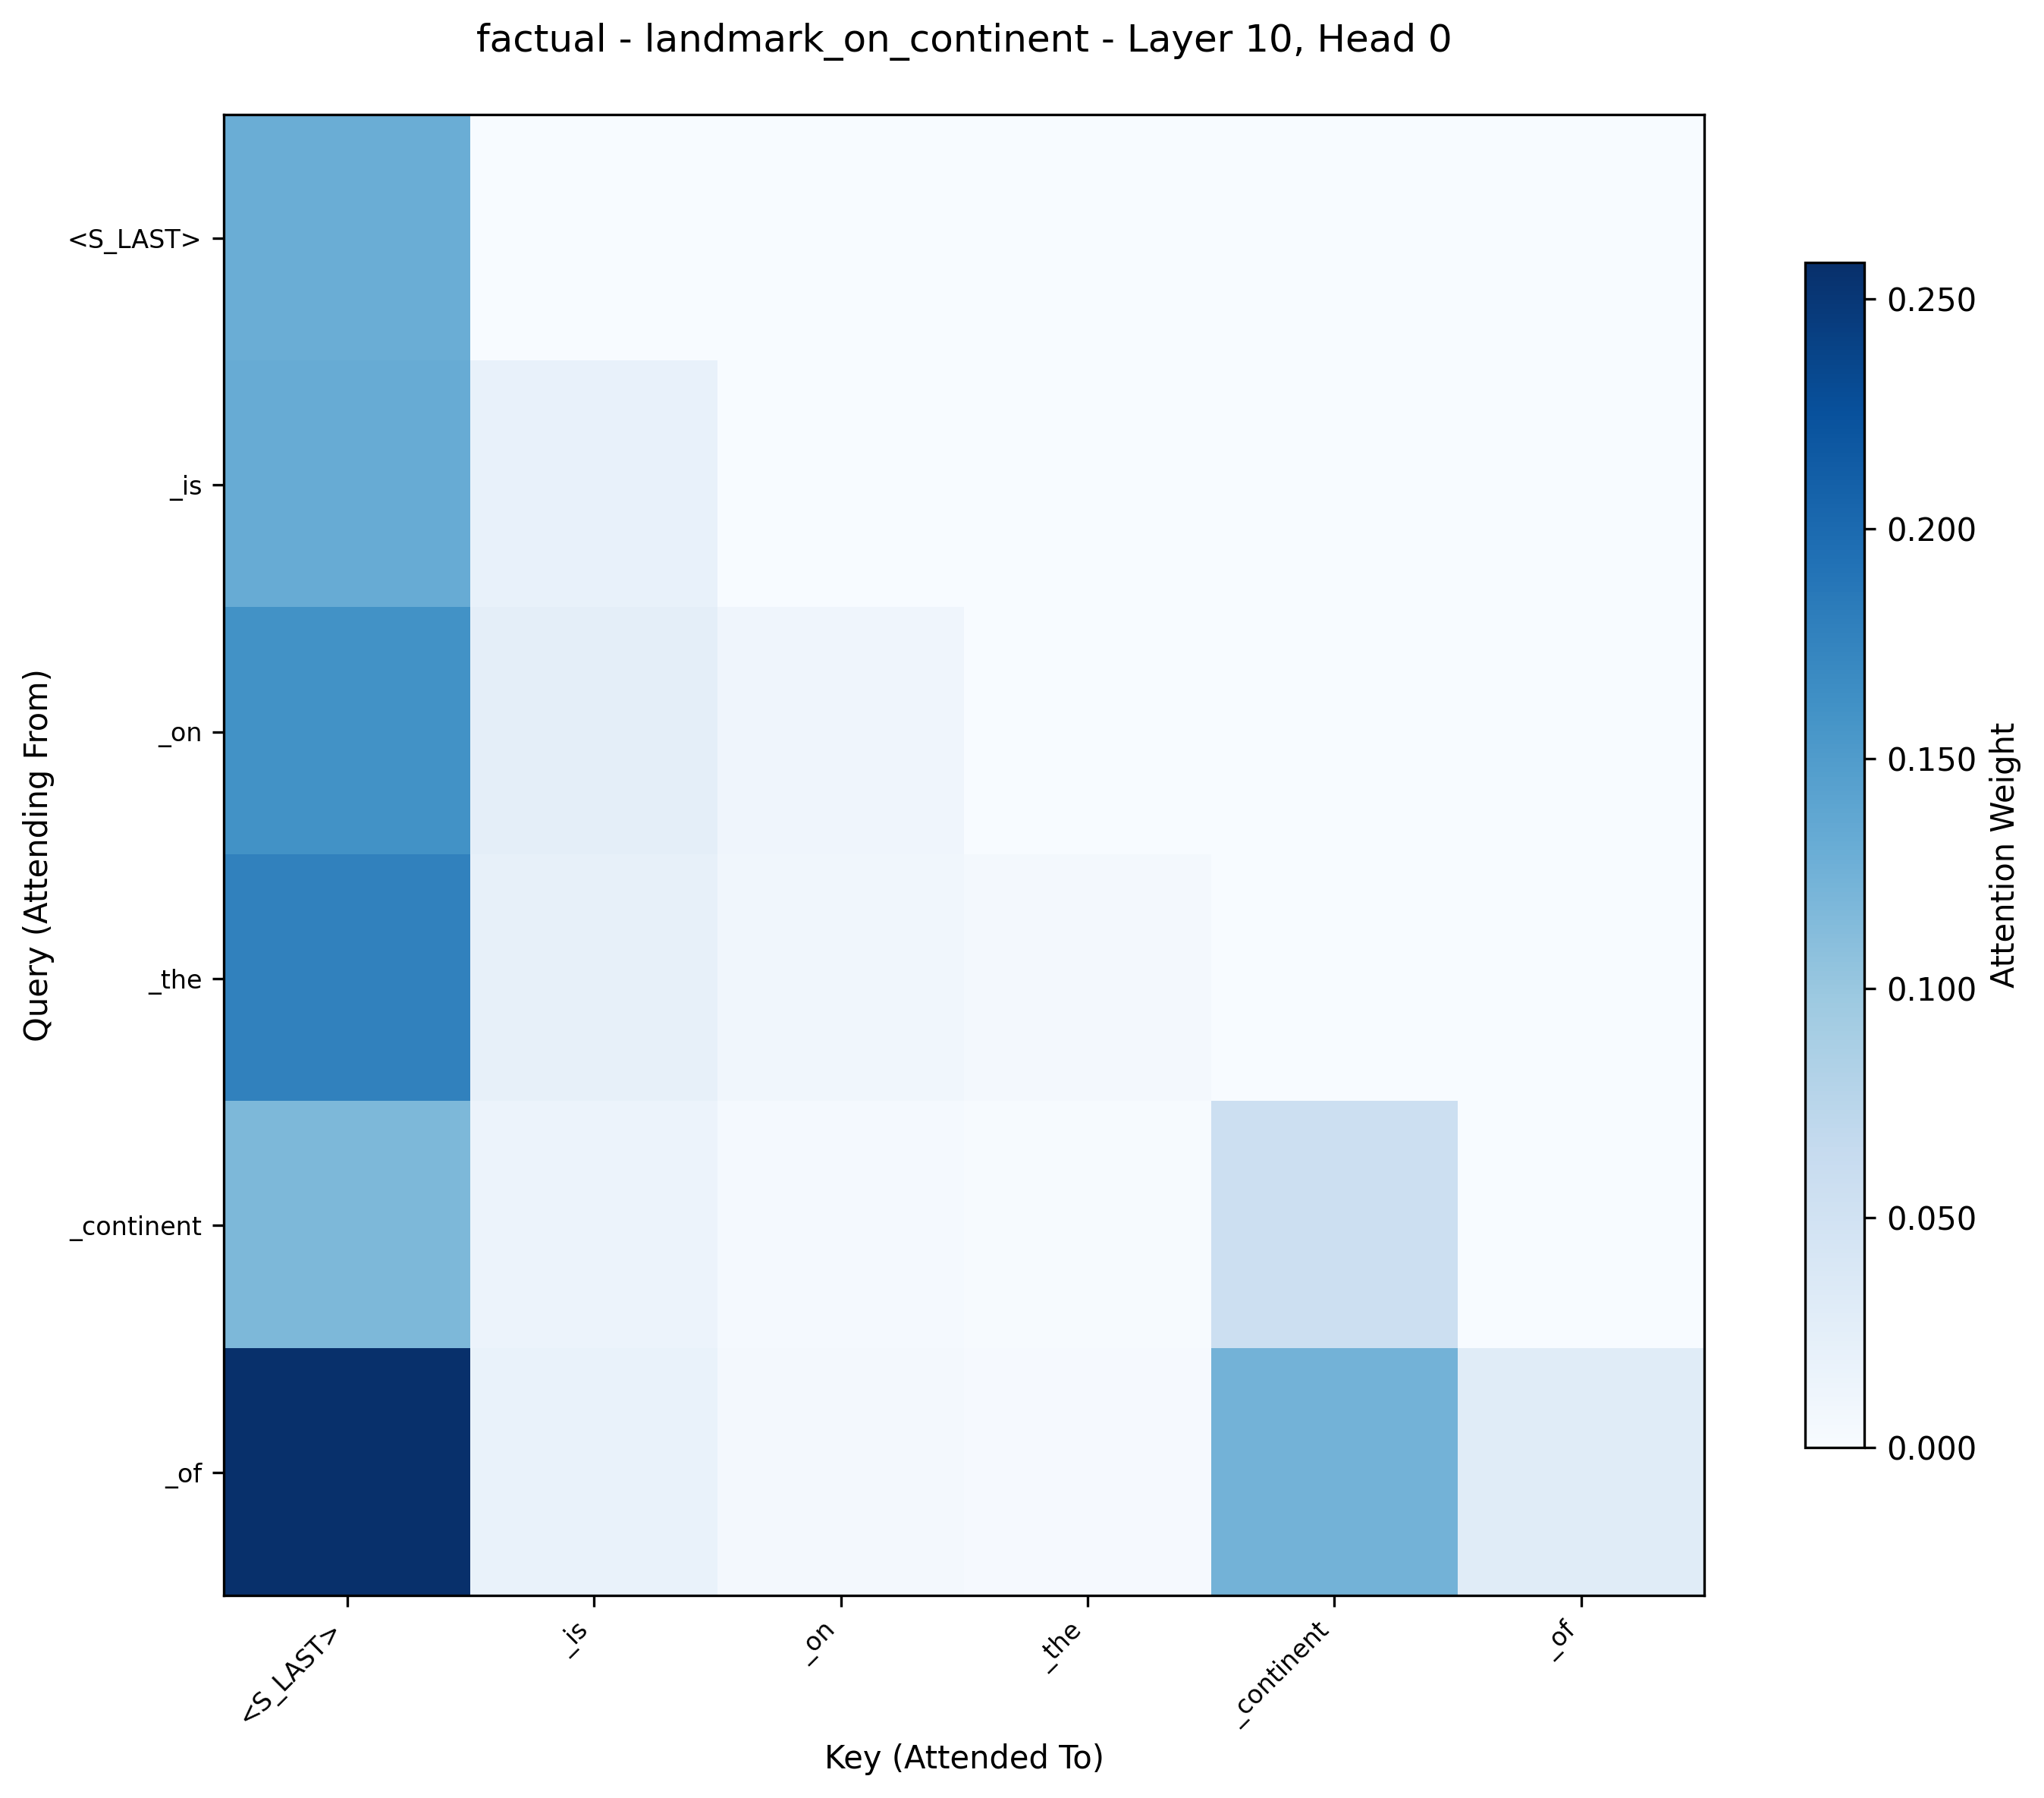 factual - landmark_on_continent - Layer 10, Head 0
Query (Attending From)
<S_LAST>
_is
_on
_the
_continent
_of
<S_LAST>
_is
_on
_the
_continent
_of
Key (Attended To)
0.250
0.200
0.150
0.100
0.050
0.000
Attention Weight